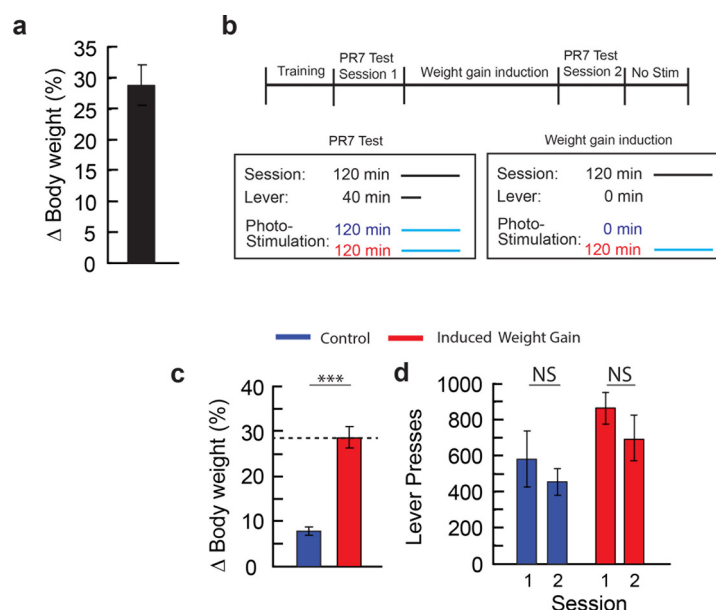 a
35
30
25
20
15
10
5
0
Δ Body weight (%)
b
Training
PR7 Test
Session 1
Weight gain induction
PR7 Test
Session 2
No Stim
PR7 Test
Session: 120 min
Lever: 40 min
Photo-
Stimulation:
120 min
120 min
Weight gain induction
Session: 120 min
Lever: 0 min
Photo-
Stimulation:
0 min
120 min
Control
Induced Weight Gain
c
***
40
30
20
10
0
Δ Body weight (%)
d
NS NS
1000
800
600
400
200
0
Lever Presses
1 2 1 2
Session